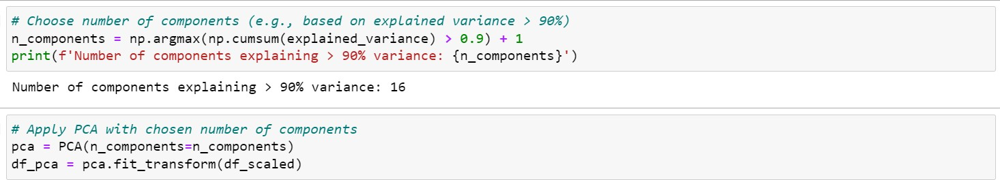 # Choose number of components (e.g., based on explained variance > 90%)
n_components = np.argmax(np.cumsum(explained_variance) > 0.9) + 1
print(f'Number of components explaining > 90% variance: {n_components}')
Number of components explaining > 90% variance: 16
# Apply PCA with chosen number of components
pca = PCA(n_components=n_components)
df_pca = pca.fit_transform(df_scaled)